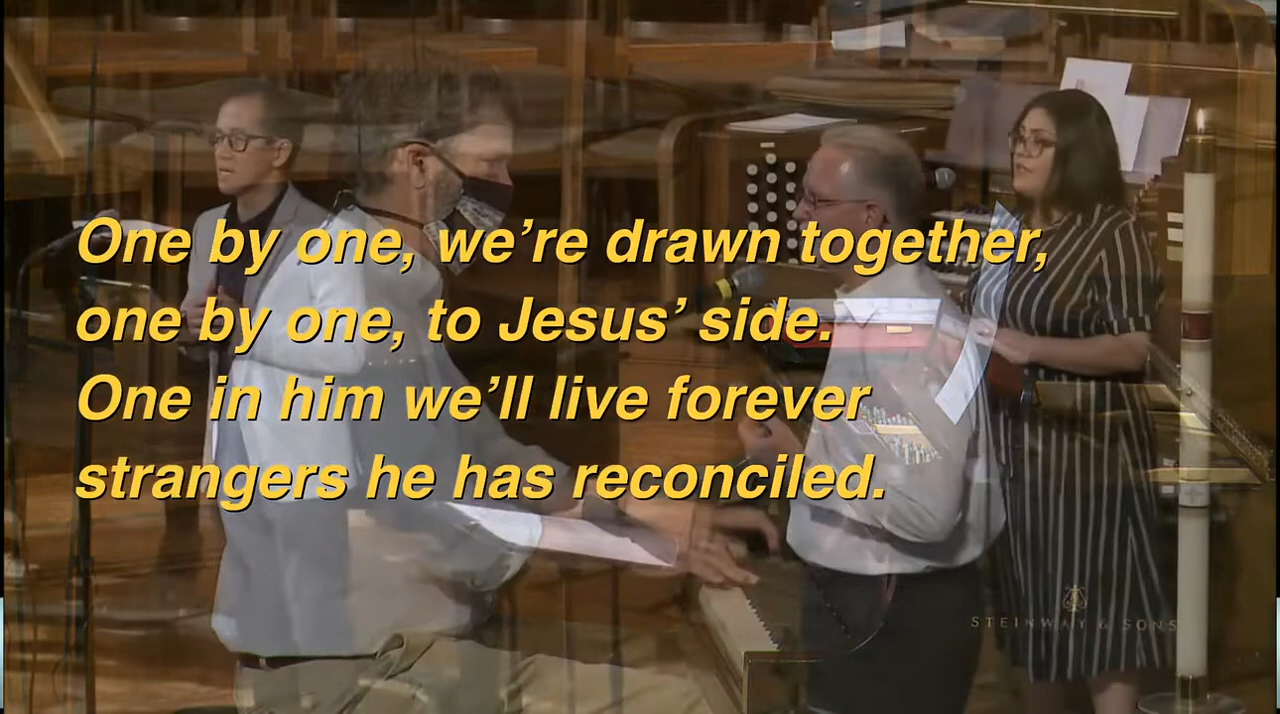 One by one, we're drawn together,
one by one, to Jesus' side.
One in him we'll live forever
strangers he has reconciled.
STEINWAY & SONS